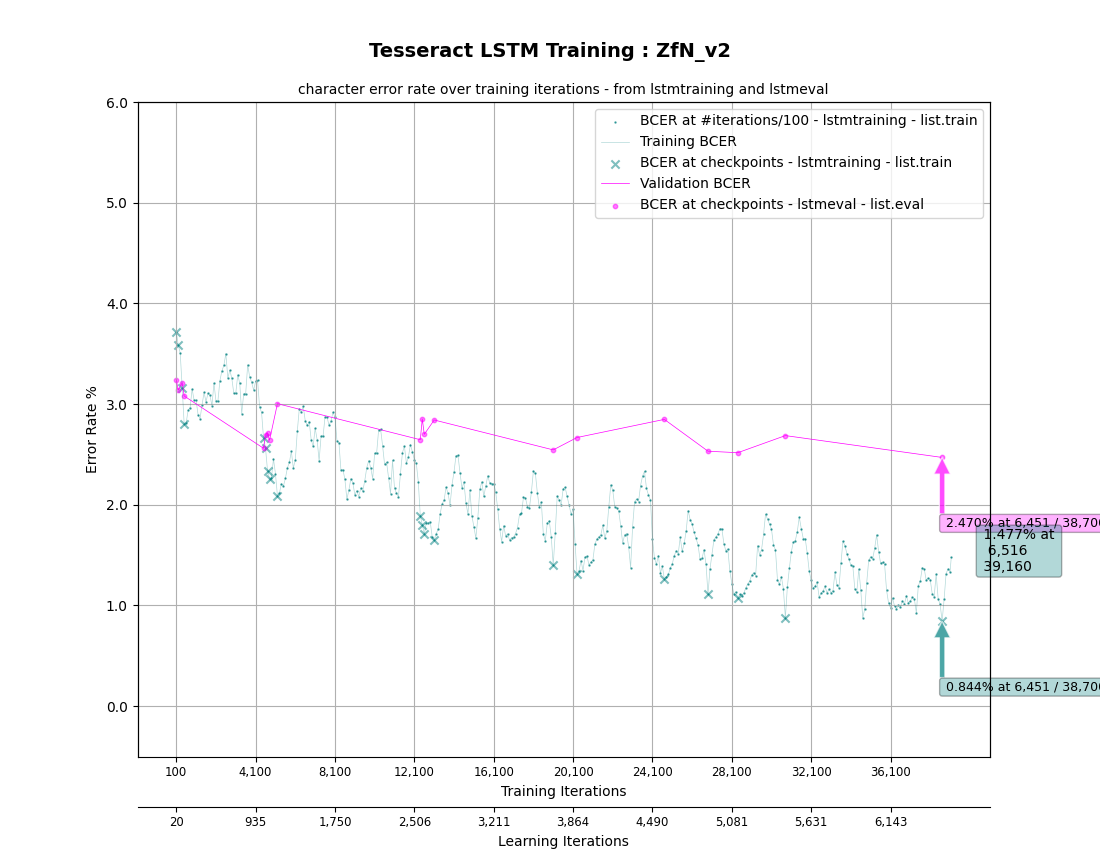 Tesseract LSTM Training : ZfN_v2
character error rate over training iterations - from lstmtraining and lstmeval
BCER at #iterations/100 - lstmtraining - list.train
Training BCER
BCER at checkpoints - lstmtraining - list.train
Validation BCER
BCER at checkpoints - lstmeval - list.eval
Error Rate %
6.0
5.0
4.0
3.0
2.0
1.0
0.0
2.470% at 6,451 / 38,700
1.477% at
6,516
39,160
0.844% at 6,451 / 38,700
100 4,100 8,100 12,100 16,100 20,100 24,100 28,100 32,100 36,100
Training Iterations
20 935 1,750 2,506 3,211 3,864 4,490 5,081 5,631 6,143
Learning Iterations